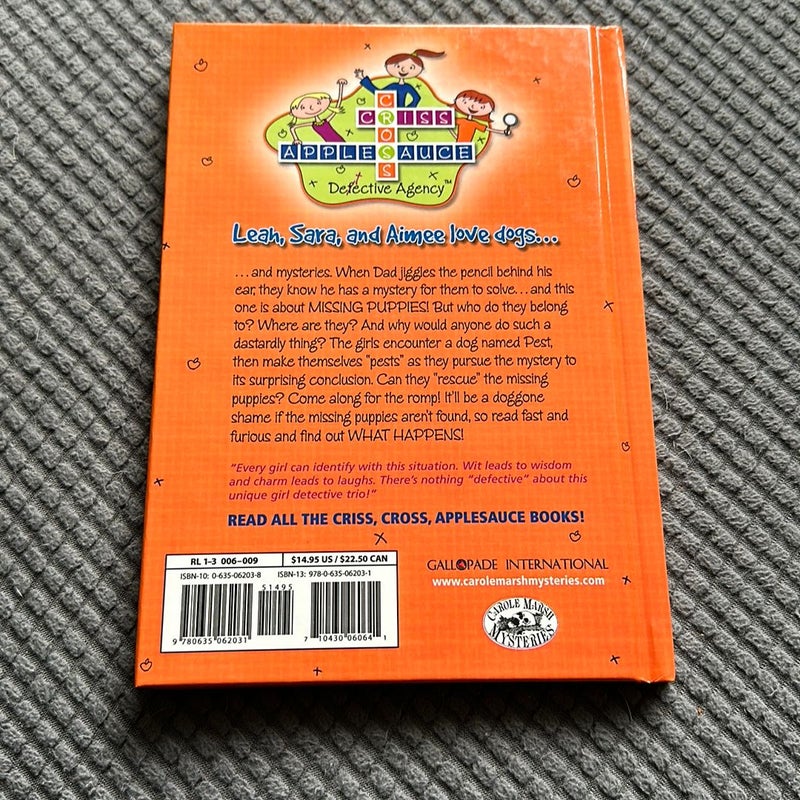 CRISS
CROSS
APPLESAUCE
Defective Agency™
Leah, Sara, and Aimee love dogs...
...and mysteries. When Dad jiggles the pencil behind his
ear, they know he has a mystery for them to solve...and this
one is about MISSING PUPPIES! But who do they belong
to? Where are they? And why would anyone do such a
dastardly thing? The girls encounter a dog named Pest,
then make themselves "pests" as they pursue the mystery to
its surprising conclusion. Can they "rescue" the missing
puppies? Come along for the romp! It'll be a doggone
shame if the missing puppies aren't found, so read fast and
furious and find out WHAT HAPPENS!
"Every girl can identify with this situation. Wit leads to wisdom
and charm leads to laughs. There's nothing "defective" about this
unique girl detective trio!"
READ ALL THE CRISS, CROSS, APPLESAUCE BOOKS!
RL 1-3 006-009 $14.95 US / $22.50 CAN
ISBN-10: 0-635-06203-8 ISBN-13: 978-0-635-06203-1
51495
9 780635 062031 7 10430 06064 1
GALLOPADE INTERNATIONAL
www.carolemarshmysteries.com
CAROLE MARSH
MYSTERIES